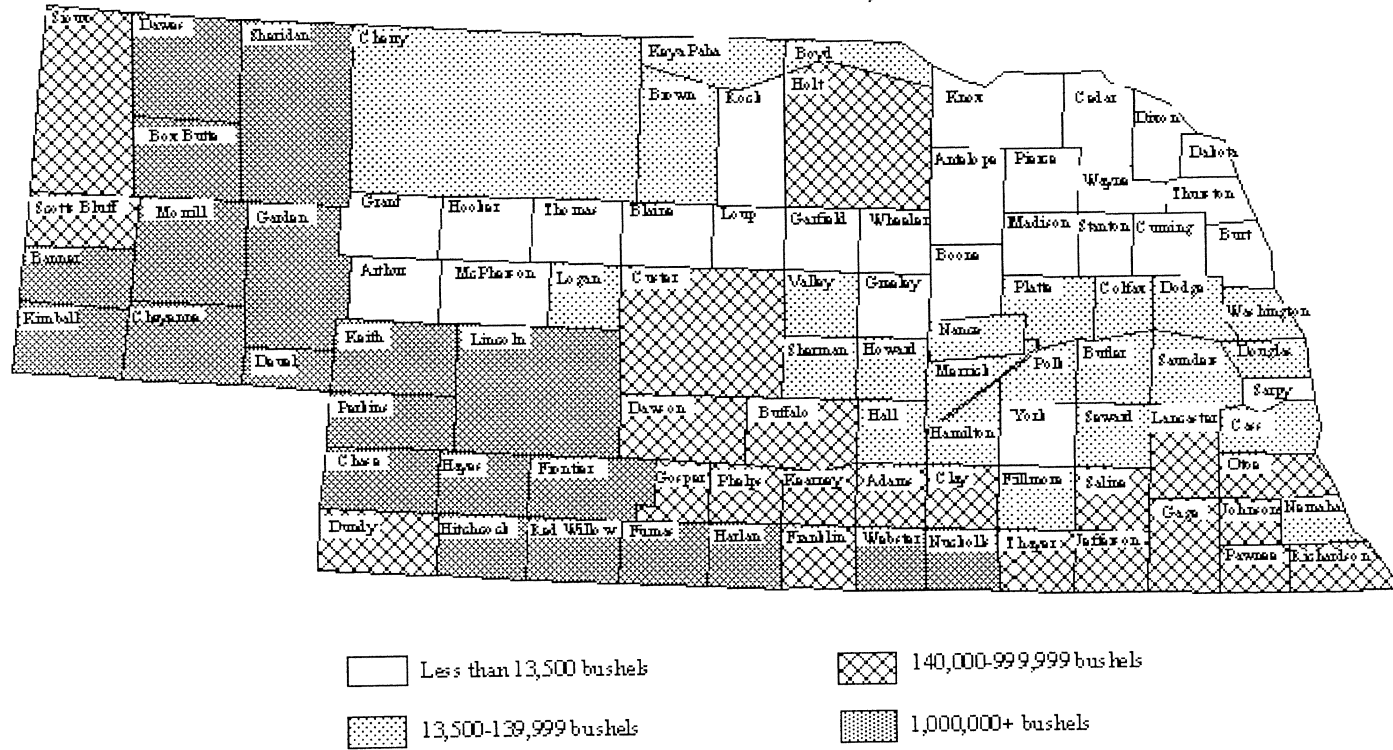 Sioux
Dawes
Sheridan
Cherry
Keya Paha
Boyd
Brown
Rock
Holt
Knox
Cedar
Dixon
Dakota
Box Butte
Antelope
Pierce
Wayne
Thurston
Scotts Bluff
Morrill
Garden
Grant
Hooker
Thomas
Blaine
Loup
Garfield
Wheeler
Madison
Stanton
Cuming
Burt
Banner
Arthur
McPherson
Logan
Custer
Valley
Greeley
Boone
Platte
Colfax
Dodge
Washington
Kimball
Cheyenne
Deuel
Keith
Lincoln
Sherman
Howard
Nance
Merrick
Polk
Butler
Saunders
Douglas
Sarpy
Perkins
Dawson
Buffalo
Hall
Hamilton
York
Seward
Lancaster
Cass
Chase
Hayes
Frontier
Gosper
Phelps
Kearney
Adams
Clay
Fillmore
Saline
Otoe
Dundy
Hitchcock
Red Willow
Furnas
Harlan
Franklin
Webster
Nuckolls
Thayer
Jefferson
Gage
Johnson
Nemaha
Pawnee
Richardson
Less than 13,500 bushels
140,000-999,999 bushels
13,500-139,999 bushels
1,000,000+ bushels